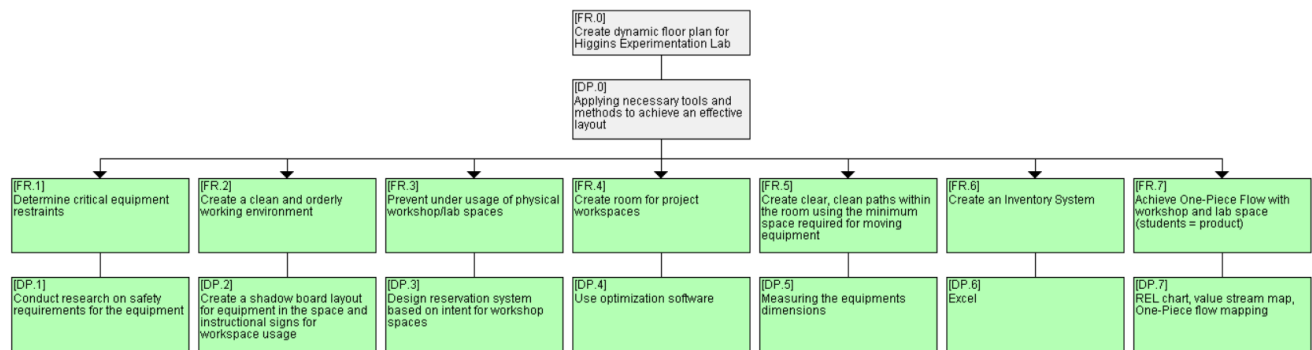 [FR.0]
Create dynamic floor plan for
Higgins Experimentation Lab
[DP.0]
Applying necessary tools and
methods to achieve an effective
layout
[FR.1]
Determine critical equipment
restraints
[FR.2]
Create a clean and orderly
working environment
[FR.3]
Prevent under usage of physical
workshop/lab spaces
[FR.4]
Create room for project
workspaces
[FR.5]
Create clear, clean paths within
the room using the minimum
space required for moving
equipment
[FR.6]
Create an Inventory System
[FR.7]
Achieve One-Piece Flow with
workshop and lab space
(students = product)
[DP.1]
Conduct research on safety
requirements for the equipment
[DP.2]
Create a shadow board layout
for equipment in the space and
instructional signs for
workspace usage
[DP.3]
Design reservation system
based on intent for workshop
spaces
[DP.4]
Use optimization software
[DP.5]
Measuring the equipments
dimensions
[DP.6]
Excel
[DP.7]
REL chart, value stream map,
One-Piece flow mapping